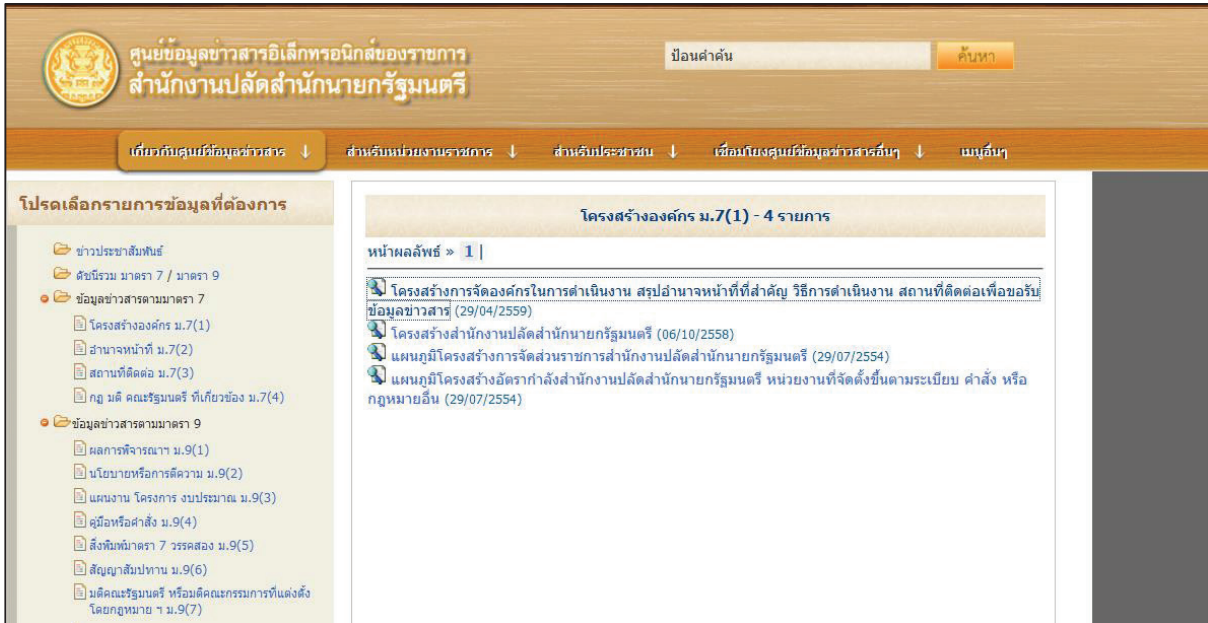 ศูนย์ข้อมูลข่าวสารอิเล็กทรอนิกส์ของราชการ
สำนักงานปลัดสำนักนายกรัฐมนตรี
ป้อนคำค้น
ค้นหา
เกี่ยวกับศูนย์ข้อมูลข่าวสาร ↓
สำหรับหน่วยงานราชการ ↓
สำหรับประชาชน ↓
เชื่อมโยงศูนย์ข้อมูลข่าวสารอื่นๆ ↓
เมนูอื่นๆ
โปรดเลือกรายการข้อมูลที่ต้องการ
ข่าวประชาสัมพันธ์
ดัชนีรวม มาตรา 7 / มาตรา 9
ข้อมูลข่าวสารตามมาตรา 7
โครงสร้างองค์กร ม.7(1)
อำนาจหน้าที่ ม.7(2)
สถานที่ติดต่อ ม.7(3)
กฎ มติ คณะรัฐมนตรี ที่เกี่ยวข้อง ม.7(4)
ข้อมูลข่าวสารตามมาตรา 9
ผลการพิจารณาฯ ม.9(1)
นโยบายหรือการตีความ ม.9(2)
แผนงาน โครงการ งบประมาณ ม.9(3)
คู่มือหรือคำสั่ง ม.9(4)
สิ่งพิมพ์มาตรา 7 วรรคสอง ม.9(5)
สัญญาสัมปทาน ม.9(6)
มติคณะรัฐมนตรี หรือมติคณะกรรมการที่แต่งตั้ง
โดยกฎหมาย ฯ ม.9(7)
โครงสร้างองค์กร ม.7(1) - 4 รายการ
หน้าผลลัพธ์ » 1 |
โครงสร้างการจัดองค์กรในการดำเนินงาน สรุปอำนาจหน้าที่ที่สำคัญ วิธีการดำเนินงาน สถานที่ติดต่อเพื่อขอรับ
ข้อมูลข่าวสาร (29/04/2559)
โครงสร้างสำนักงานปลัดสำนักนายกรัฐมนตรี (06/10/2558)
แผนภูมิโครงสร้างการจัดส่วนราชการสำนักงานปลัดสำนักนายกรัฐมนตรี (29/07/2554)
แผนภูมิโครงสร้างอัตรากำลังสำนักงานปลัดสำนักนายกรัฐมนตรี หน่วยงานที่จัดตั้งขึ้นตามระเบียบ คำสั่ง หรือ
กฎหมายอื่น (29/07/2554)